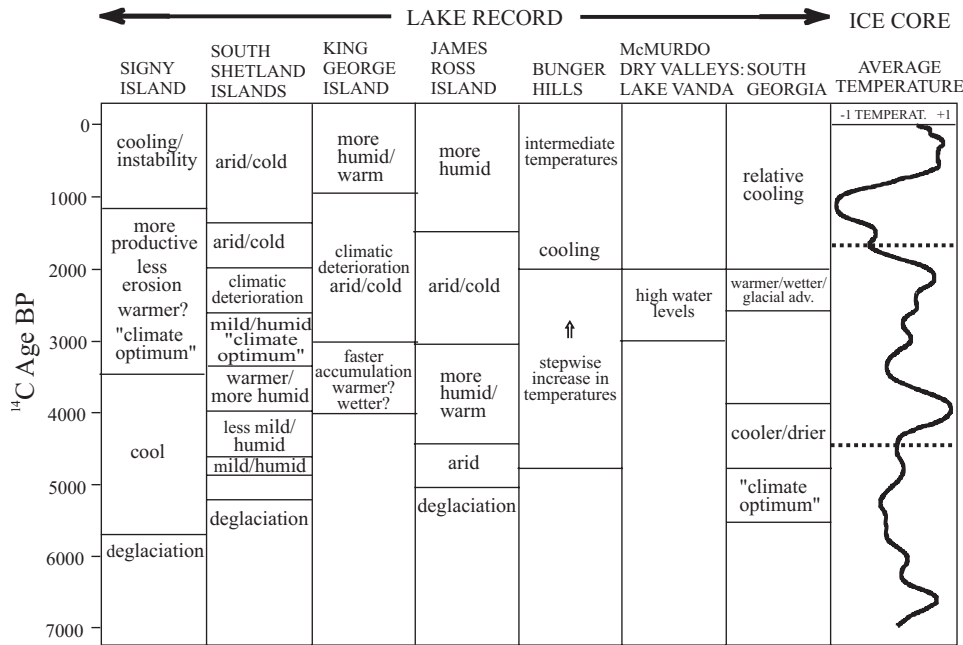 LAKE RECORD
ICE CORE
SIGNY
ISLAND
SOUTH
SHETLAND
ISLANDS
KING
GEORGE
ISLAND
JAMES
ROSS
ISLAND
BUNGER
HILLS
McMURDO
DRY VALLEYS:
LAKE VANDA
SOUTH
GEORGIA
AVERAGE
TEMPERATURE
-1 TEMPERAT. +1
14C Age BP
0
1000
2000
3000
4000
5000
6000
7000
cooling/
instability
more
productive
less
erosion
warmer?
"climate
optimum"
cool
deglaciation
arid/cold
arid/cold
climatic
deterioration
mild/humid
"climate
optimum"
warmer/
more humid
less mild/
humid
mild/humid
deglaciation
more
humid/
warm
climatic
deterioration
arid/cold
faster
accumulation
warmer?
wetter?
more
humid
arid/cold
more
humid/
warm
arid
deglaciation
intermediate
temperatures
cooling
⇑
stepwise
increase in
temperatures
high water
levels
relative
cooling
warmer/wetter/
glacial adv.
cooler/drier
"climate
optimum"